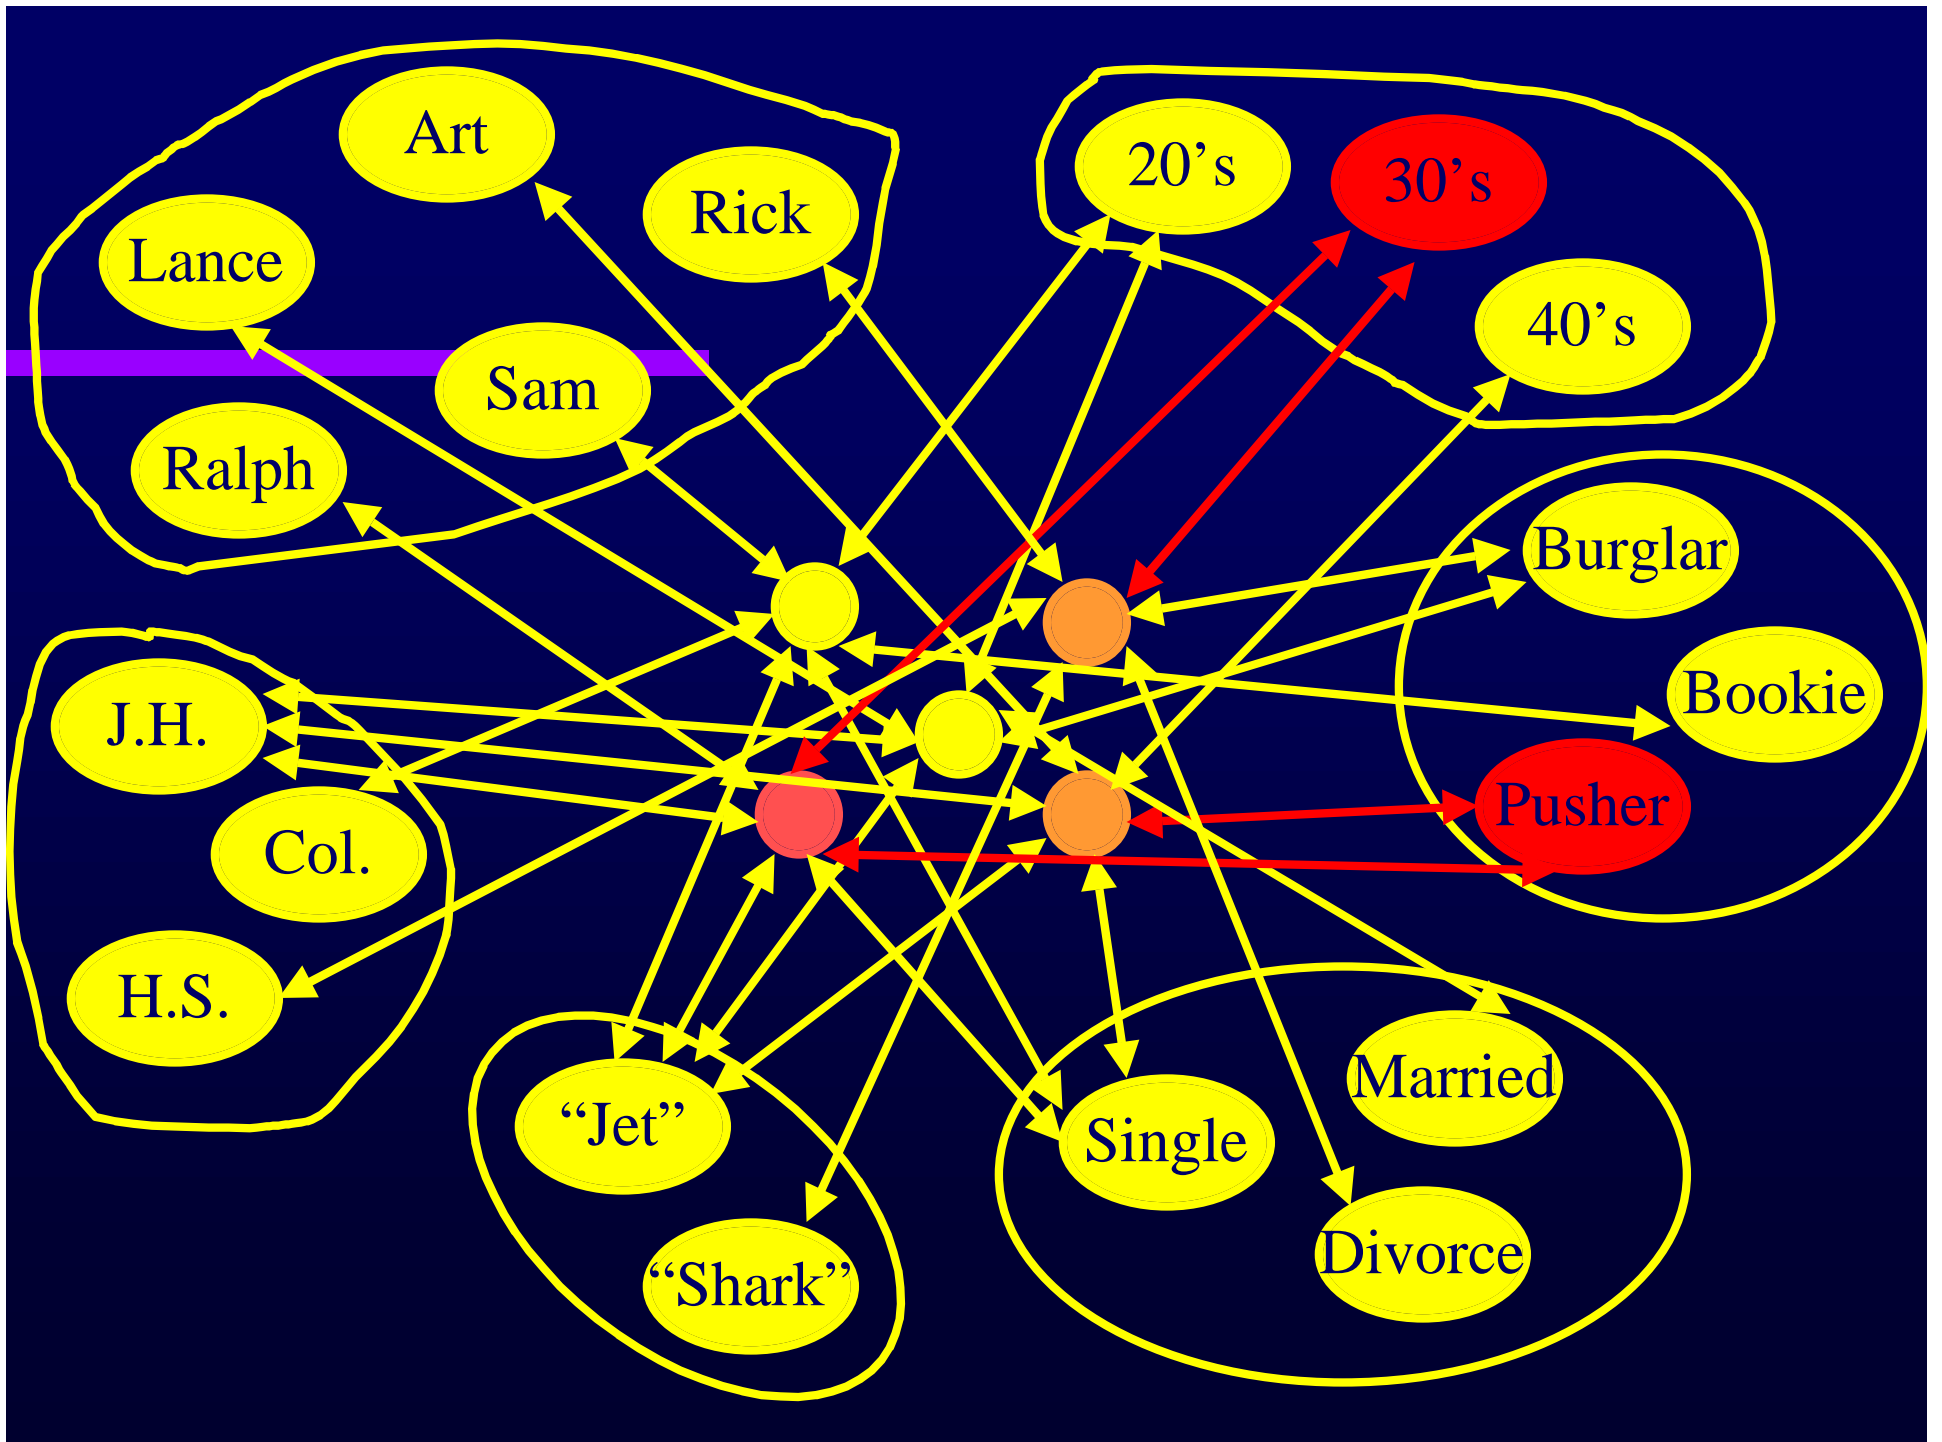 Art
Rick
Lance
Sam
Ralph
20’s
30’s
40’s
Burglar
Bookie
Pusher
J.H.
Col.
H.S.
“Jet”
“Shark”
Single
Married
Divorce